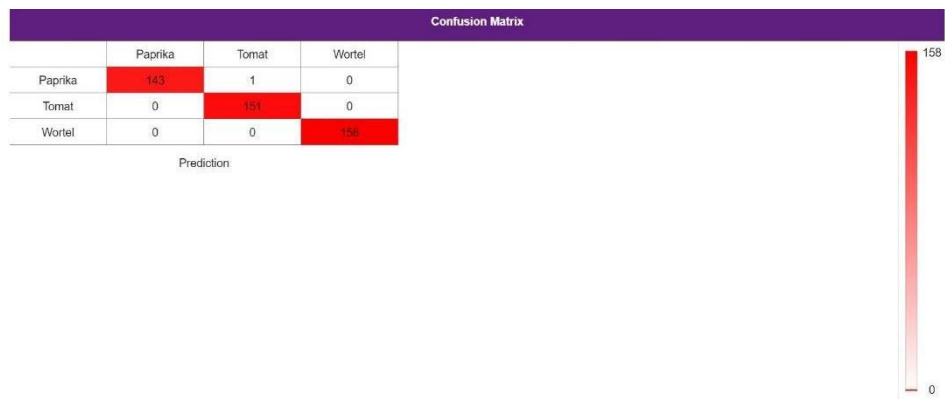 Confusion Matrix
Paprika Tomat Wortel
Paprika 143 1 0
Tomat 0 151 0
Wortel 0 0 158
Prediction
158
0